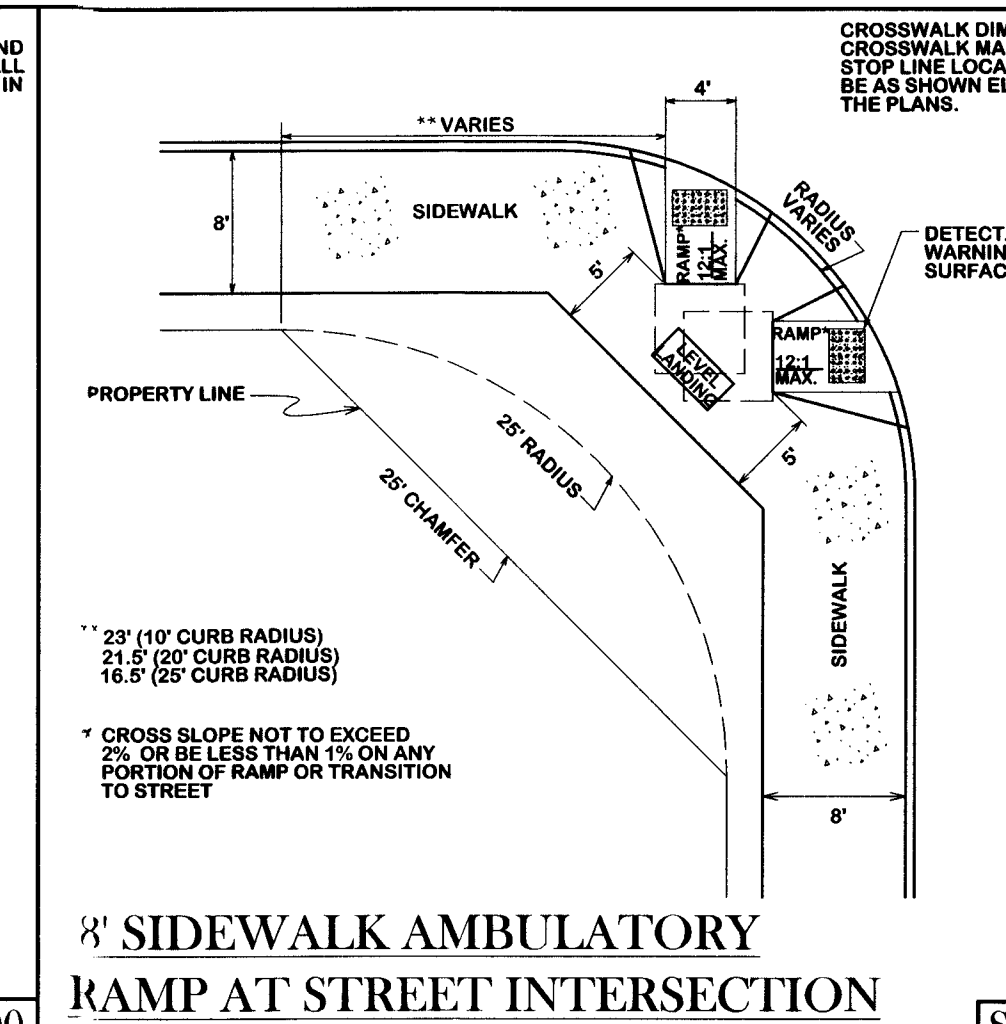 ND
LL
IN
CROSSWALK DIM
CROSSWALK MA
STOP LINE LOCA
BE AS SHOWN EL
THE PLANS.
4'
** VARIES
8'
SIDEWALK
RADIUS
VARIES
DETECT.
WARNIN
SURFAC
RAMP*
12:1
MAX.
5'
RAMP*
12:1
MAX.
LEVEL
LANDING
PROPERTY LINE
25' RADIUS
25' CHAMFER
5'
SIDEWALK
** 23' (10' CURB RADIUS)
21.5' (20' CURB RADIUS)
16.5' (25' CURB RADIUS)
* CROSS SLOPE NOT TO EXCEED
2% OR BE LESS THAN 1% ON ANY
PORTION OF RAMP OR TRANSITION
TO STREET
8'
8' SIDEWALK AMBULATORY
RAMP AT STREET INTERSECTION